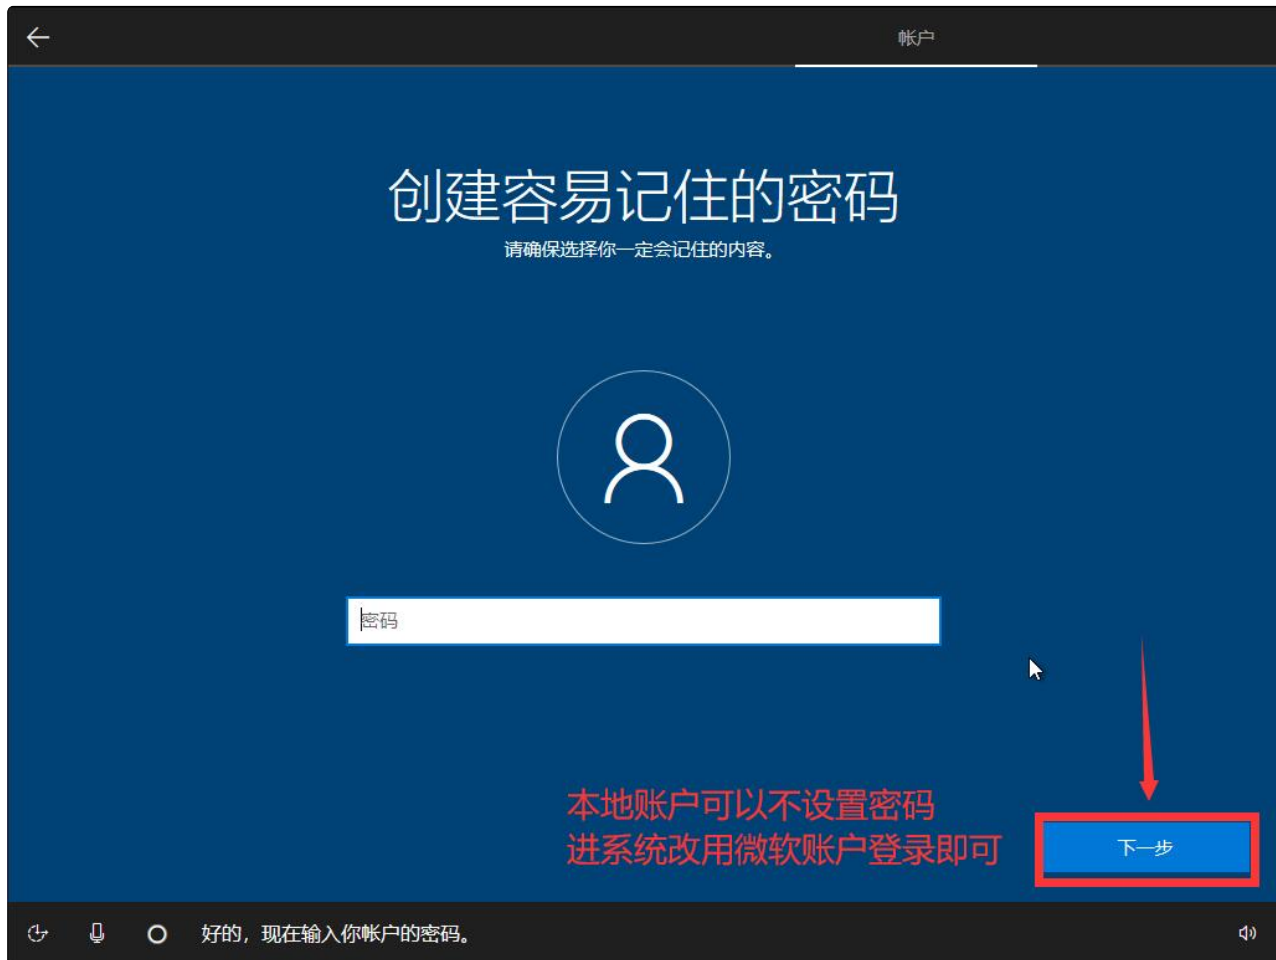 帐户
创建容易记住的密码
请确保选择你一定会记住的内容。
密码
本地账户可以不设置密码
进系统改用微软账户登录即可
下一步
好的，现在输入你帐户的密码。